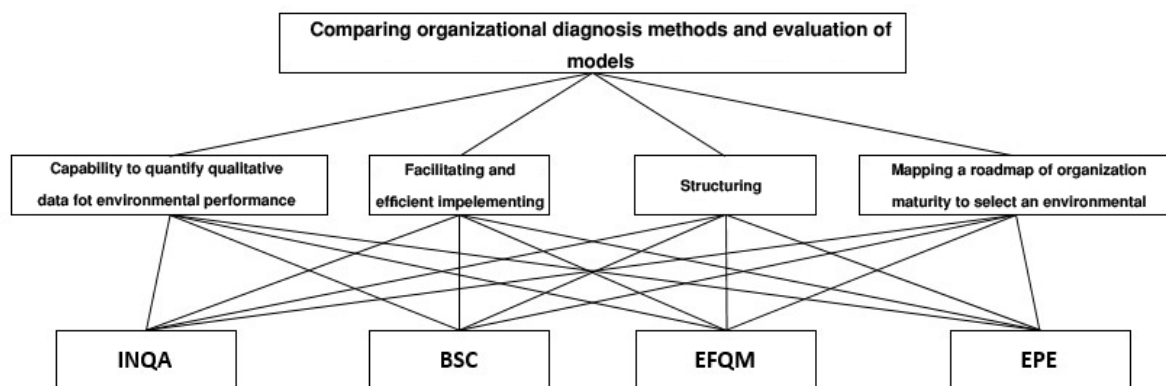 Comparing organizational diagnosis methods and evaluation of
models
Capability to quantify qualitative
data fot environmental performance
Facilitating and
efficient impelementing
Structuring
Mapping a roadmap of organization
maturity to select an environmental
INQA
BSC
EFQM
EPE